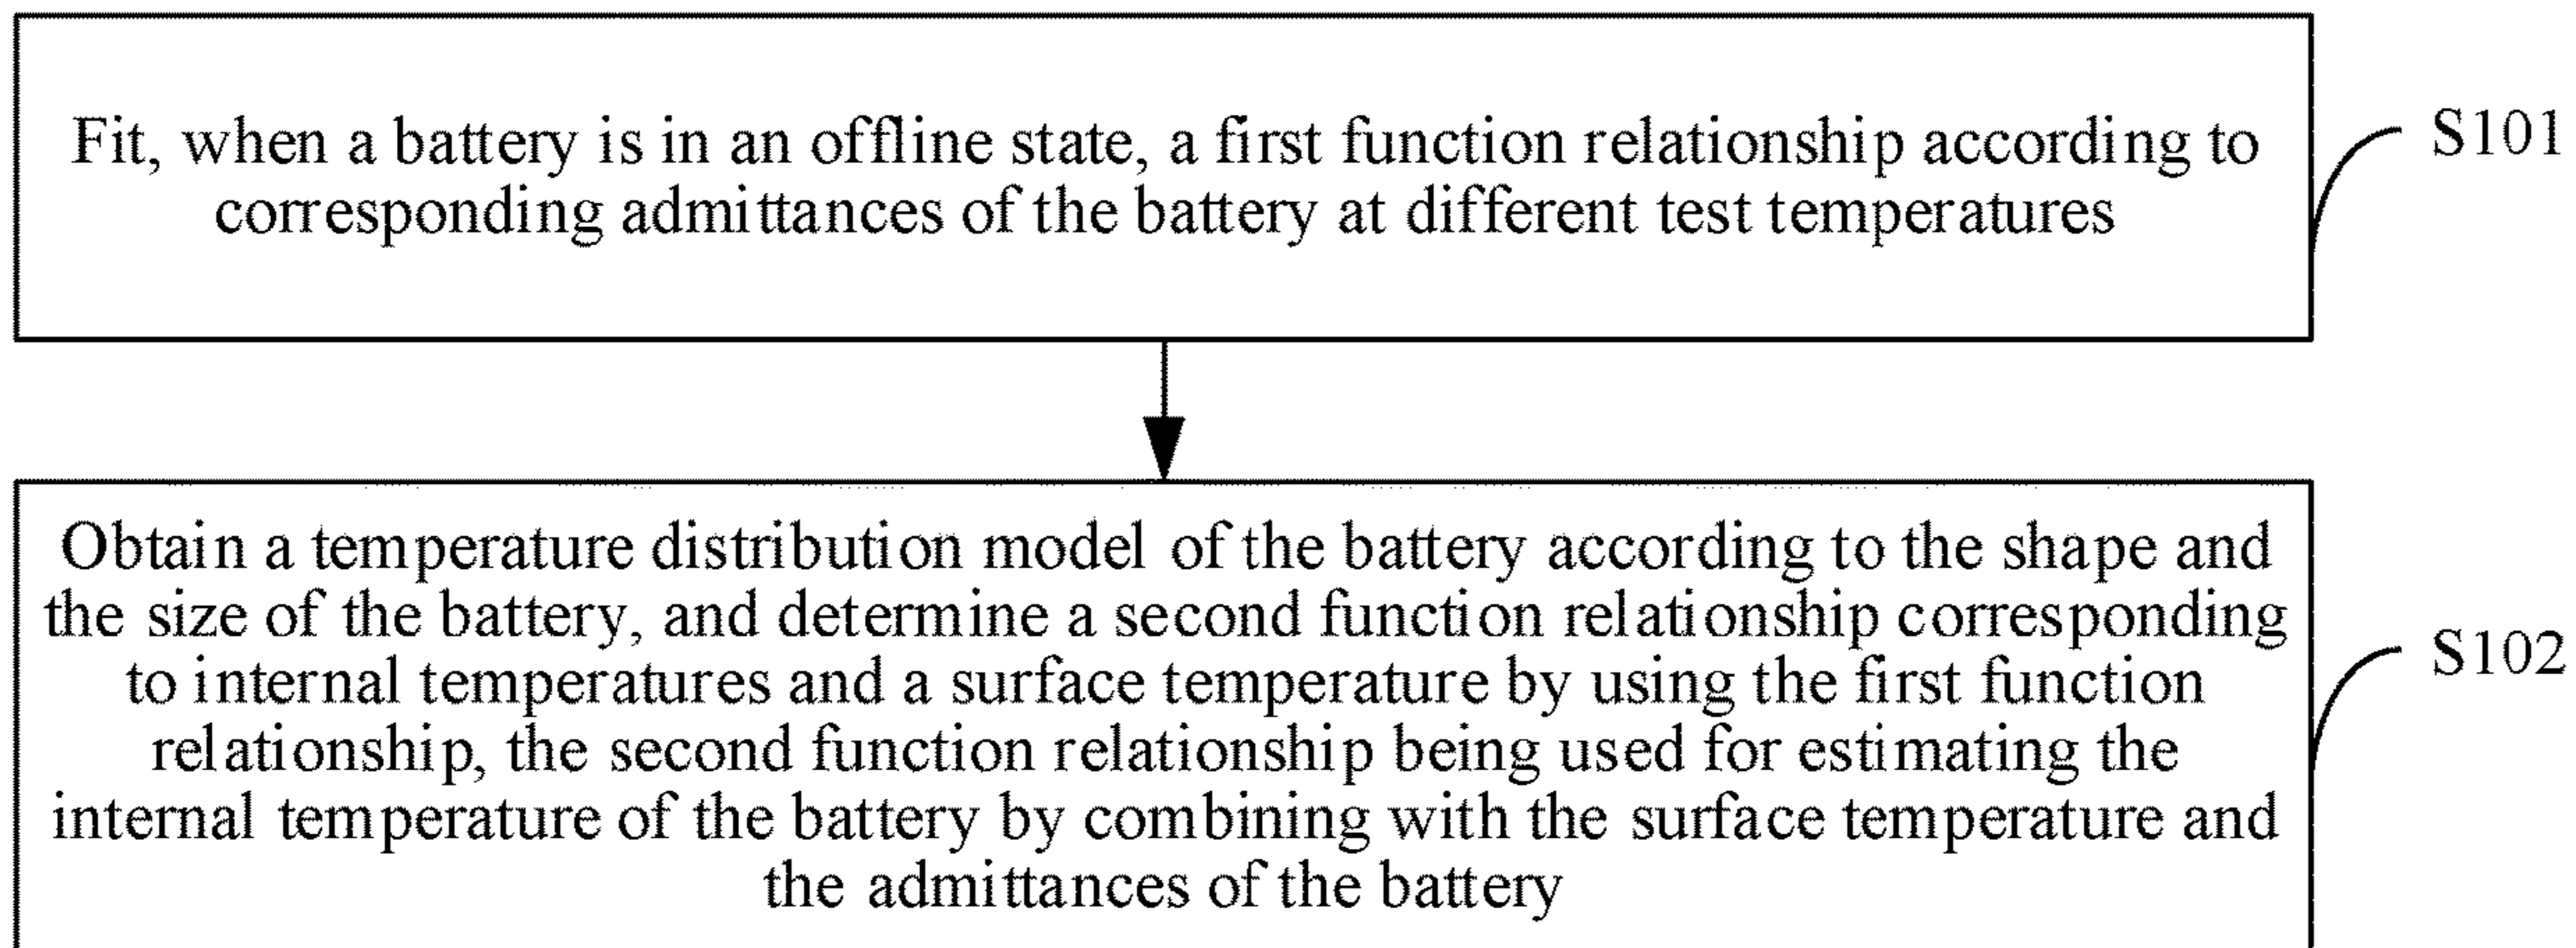 Fit, when a battery is in an offline state, a first function relationship according to
corresponding admittances of the battery at different test temperatures
S101
Obtain a temperature distribution model of the battery according to the shape and
the size of the battery, and determine a second function relationship corresponding
to internal temperatures and a surface temperature by using the first function
relationship, the second function relationship being used for estimating the
internal temperature of the battery by combining with the surface temperature and
the admittances of the battery
S102